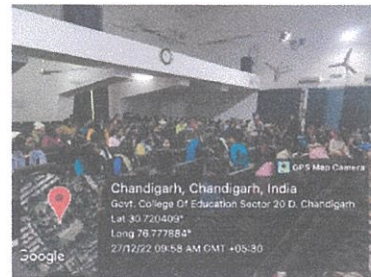 GPS Map Camera
Chandigarh, Chandigarh, India
Govt. College Of Education Sector 20 D, Chandigarh
Lat 30.720409°
Long 76.777884°
27/12/22 09:58 AM GMT +05:30
Google